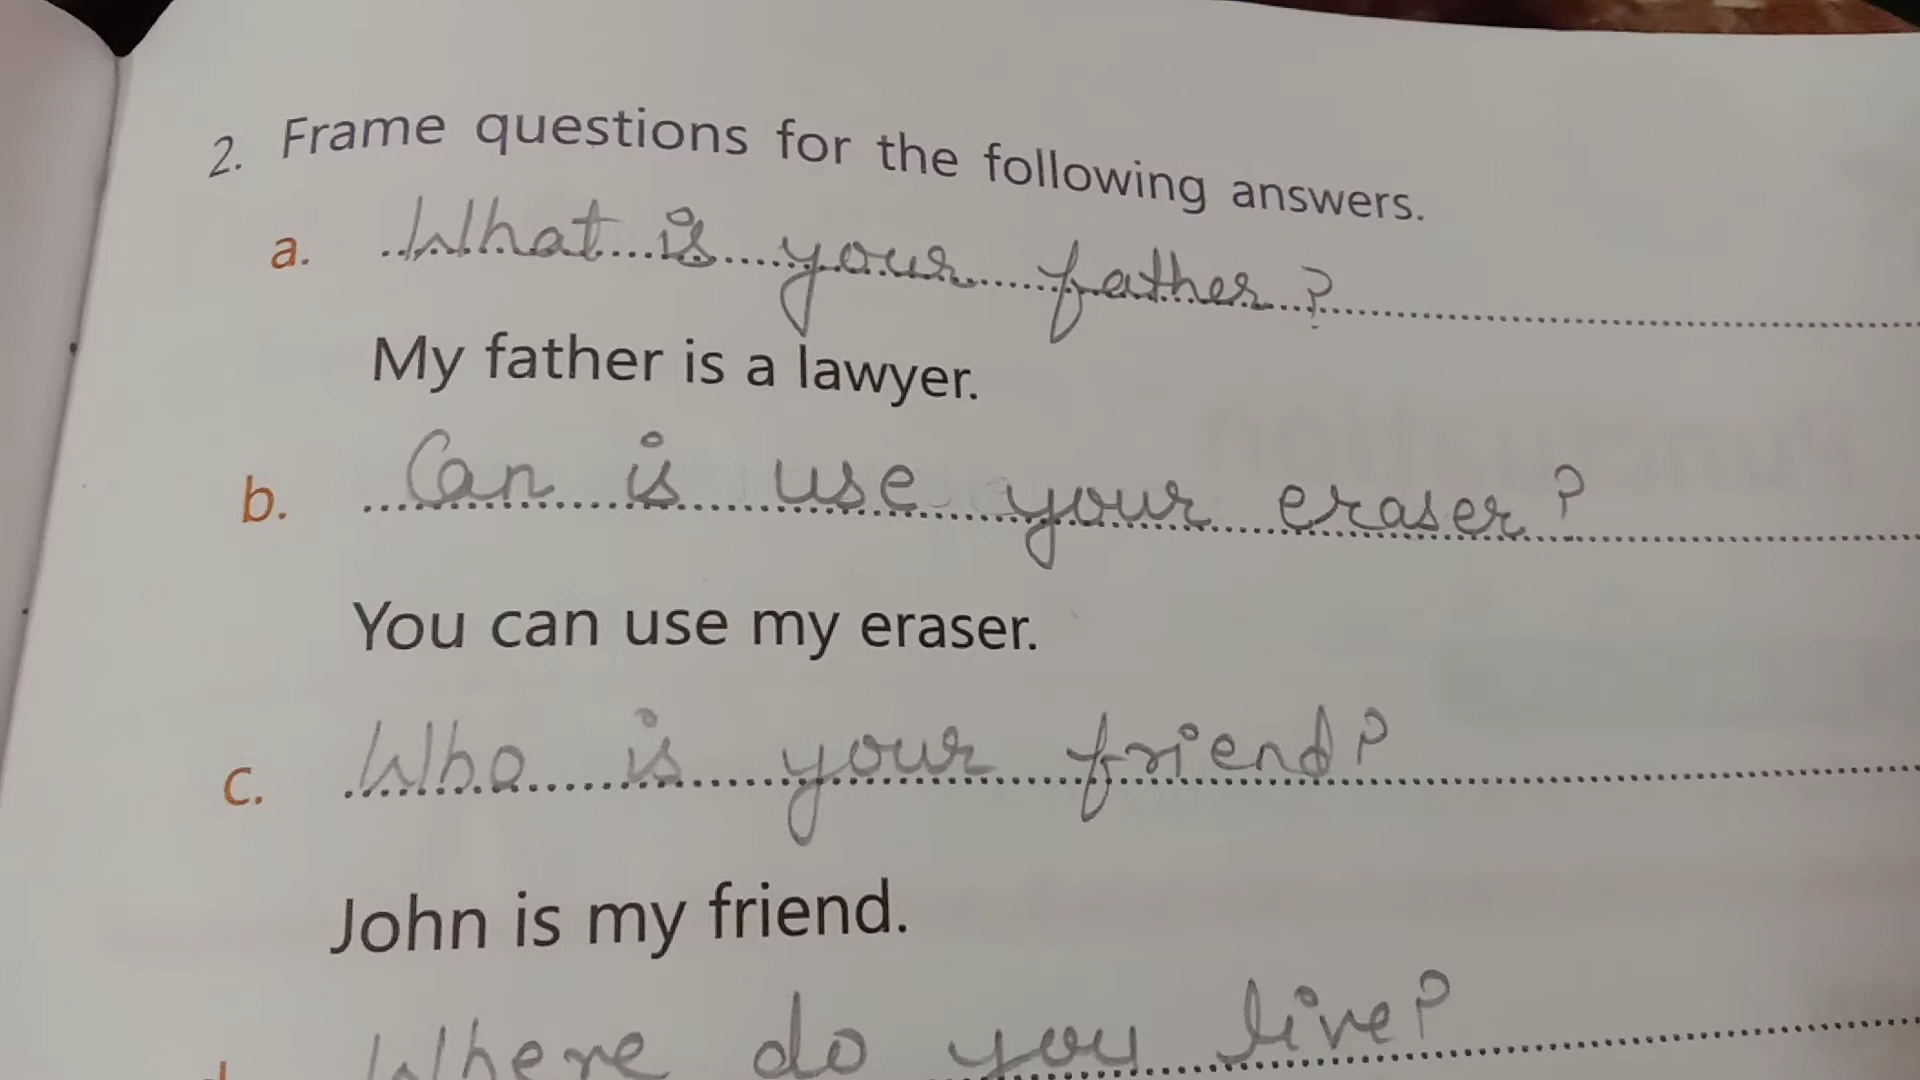 2. Frame questions for the following answers.
a. What is your father?
My father is a lawyer.
b. Can is use your eraser?
You can use my eraser.
c. Who is your friend?
John is my friend.
d. Where do you live?